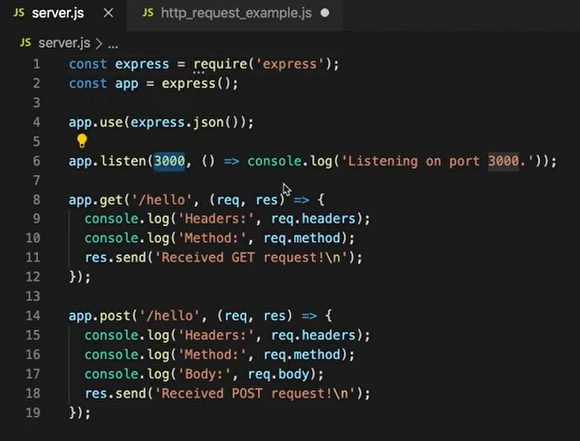 JS server.js × JS http_request_example.js ●
JS server.js > ...
1 const express = require('express');
2 const app = express();
3
4 app.use(express.json());
5
6 app.listen(3000, () => console.log('Listening on port 3000.'));
7
8 app.get('/hello', (req, res) => {
9 console.log('Headers:', req.headers);
10 console.log('Method:', req.method);
11 res.send('Received GET request!\n');
12 });
13
14 app.post('/hello', (req, res) => {
15 console.log('Headers:', req.headers);
16 console.log('Method:', req.method);
17 console.log('Body:', req.body);
18 res.send('Received POST request!\n');
19 });